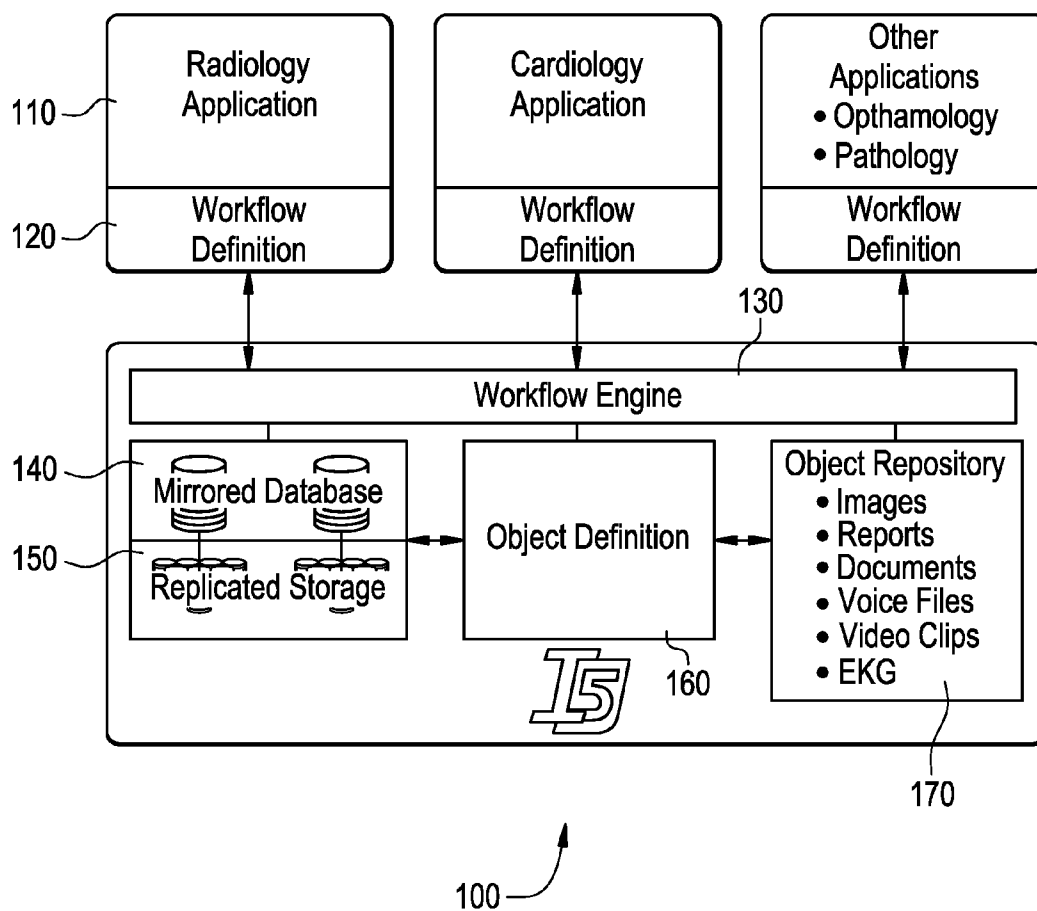 Radiology
Application
Cardiology
Application
Other
Applications
• Opthamology
• Pathology
110
Workflow
Definition
Workflow
Definition
Workflow
Definition
120
130
Workflow Engine
140
Mirrored Database
150
Replicated Storage
Object Definition
160
Object Repository
• Images
• Reports
• Documents
• Voice Files
• Video Clips
• EKG
I5
170
100